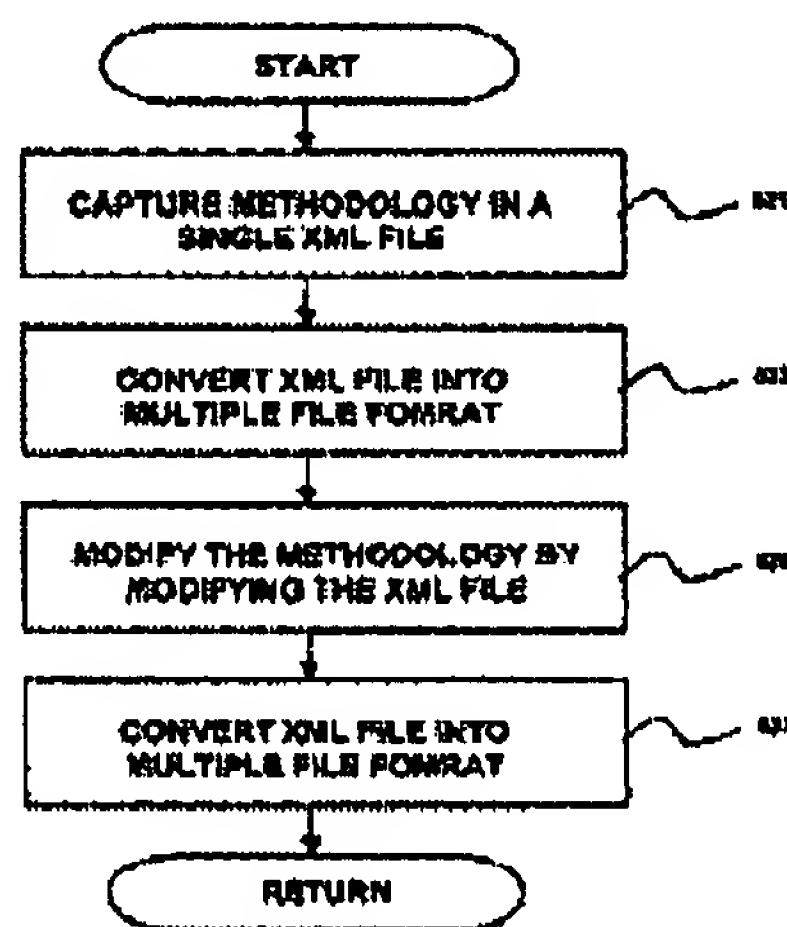 START
CAPTURE METHODOLOGY IN A
SINGLE XML FILE
CONVERT XML FILE INTO
MULTIPLE FILE FOMRAT
MODIFY THE METHODOLOGY BY
MODIFYING THE XML FILE
CONVERT XML FILE INTO
MULTIPLE FILE FOMRAT
RETURN